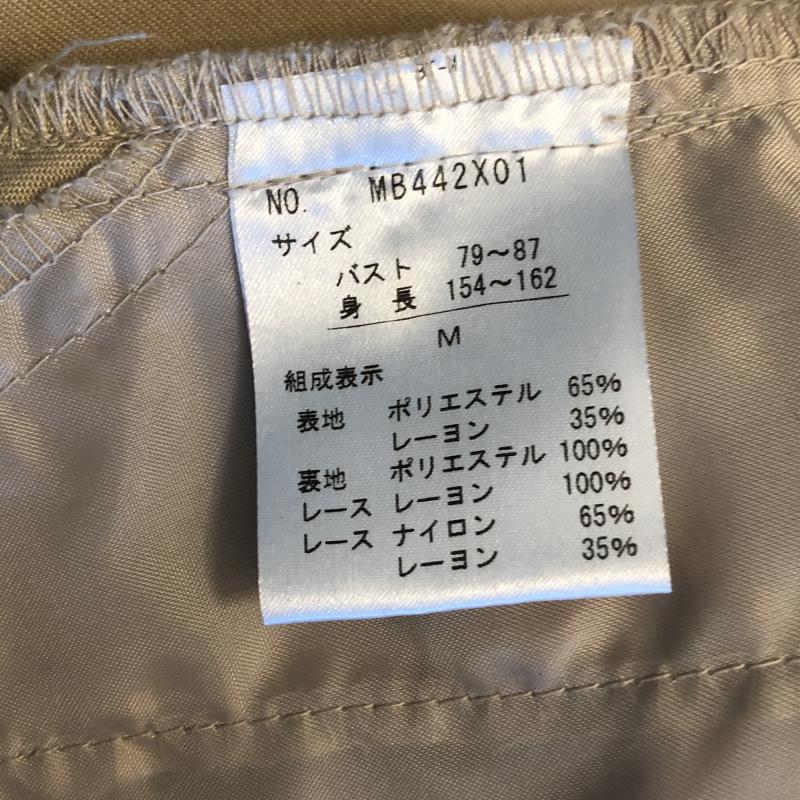 NO. MB442X01
サイズ
バスト 79～87
身長 154～162
M
組成表示
表地 ポリエステル 65%
レーヨン 35%
裏地 ポリエステル 100%
レース レーヨン 100%
レース ナイロン 65%
レーヨン 35%